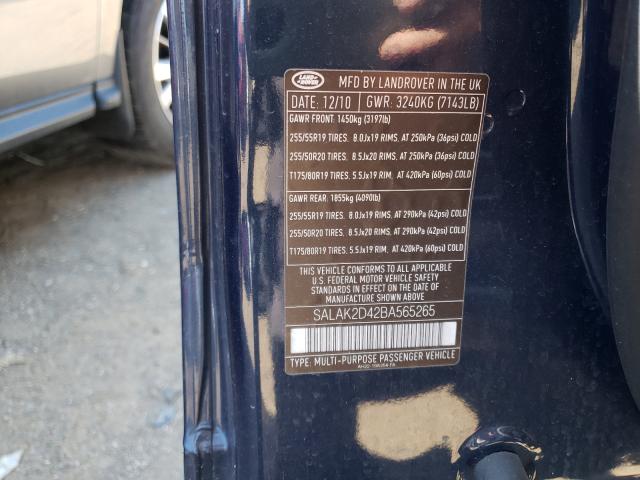 LAND
ROVER
MFD BY LANDROVER IN THE UK
DATE: 12/10 GWR: 3240KG (7143LB)
GAWR FRONT: 1450kg (3197lb)
255/55R19 TIRES. 8.0Jx19 RIMS. AT 250kPa (36psi) COLD
255/50R20 TIRES. 8.5Jx20 RIMS, AT 250kPa (36psi) COLD
T175/80R19 TIRES. 5.5Jx19 RIM, AT 420kPa (60psi) COLD
GAWR REAR: 1855kg (4090lb)
255/55R19 TIRES. 8.0Jx19 RIMS. AT 290kPa (42psi) COLD
255/50R20 TIRES. 8.5Jx20 RIMS, AT 290kPa (42psi) COLD
T175/80R19 TIRES. 5.5Jx19 RIM, AT 420kPa (60psi) COLD
THIS VEHICLE CONFORMS TO ALL APPLICABLE
U.S. FEDERAL MOTOR VEHICLE SAFETY
STANDARDS IN EFFECT ON THE DATE OF
MANUFACTURE SHOWN ABOVE
SALAK2D42BA565265
TYPE: MULTI-PURPOSE PASSENGER VEHICLE